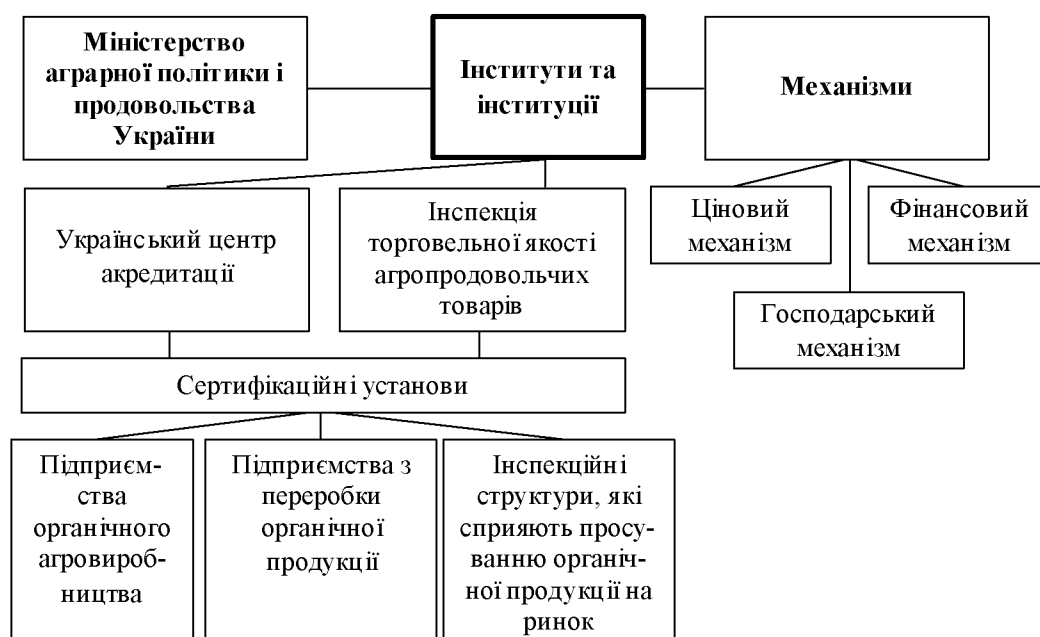 Міністерство
аграрної політики і
продовольства
України
Інститути та
інституції
Механізми
Український центр
акредитації
Інспекція
торговельної якості
агропродовольчих
товарів
Ціновий
механізм
Фінансовий
механізм
Господарський
механізм
Сертифікаційні установи
Підприєм-
ства
органічного
агровироб-
ництва
Підприємства з
переробки
органічної
продукції
Інспекційні
структури, які
сприяють просу-
ванню органіч-
ної продукції на
ринок